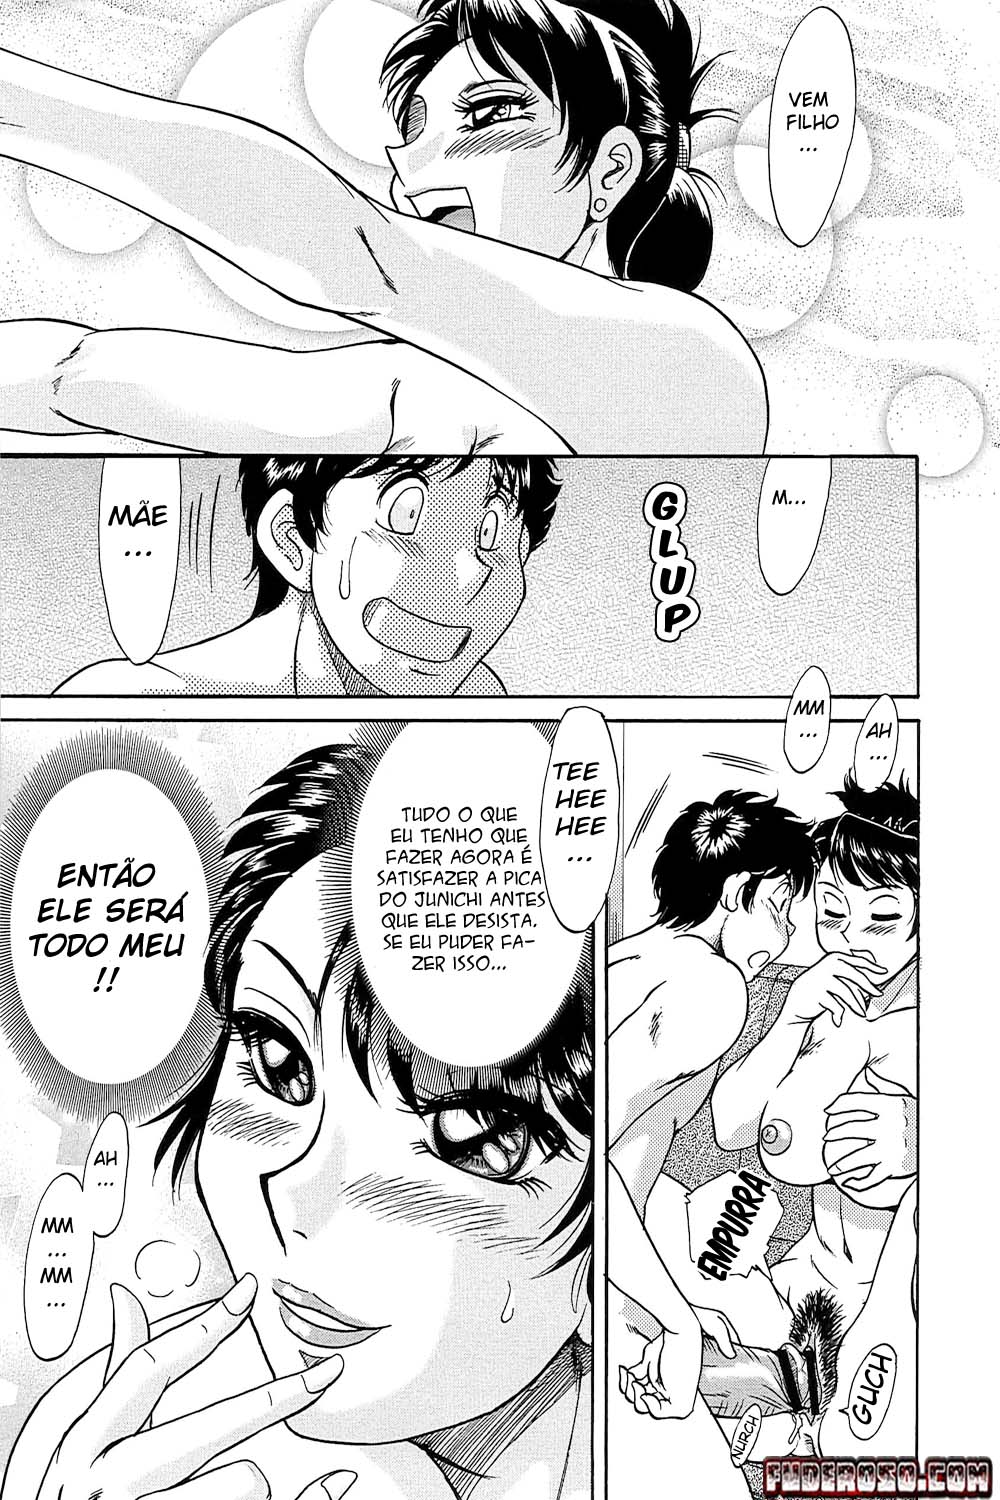 VEM
FILHO
...
M...
GLUP
MÃE
...
MM
...
AH
...
TEE
HEE
HEE
...
TUDO O QUE
EU TENHO QUE
FAZER AGORA É
SATISFAZER A PICA
DO JUNICHI ANTES
QUE ELE DESISTA.
SE EU PUDER FA-
ZER ISSO...
ENTÃO
ELE SERÁ
TODO MEU
!!
EMPURRA
GUCH
NURCH
AH
...
MM
...
MM
...
FUDEROSO.COM